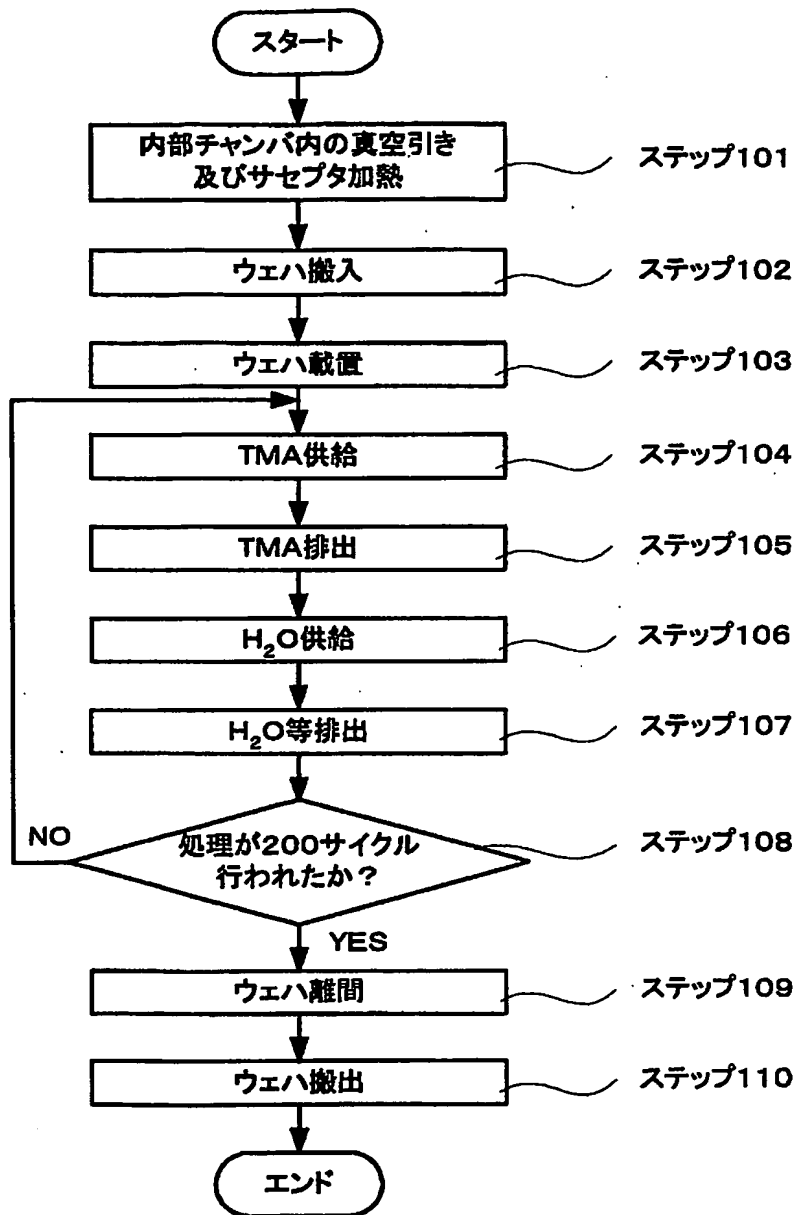 スタート
内部チャンバ内の真空引き
及びサセプタ加熱
ステップ101
ウェハ搬入
ステップ102
ウェハ載置
ステップ103
TMA供給
ステップ104
TMA排出
ステップ105
H₂O供給
ステップ106
H₂O等排出
ステップ107
処理が200サイクル
行われたか?
ステップ108
NO
YES
ウェハ離間
ステップ109
ウェハ搬出
ステップ110
エンド